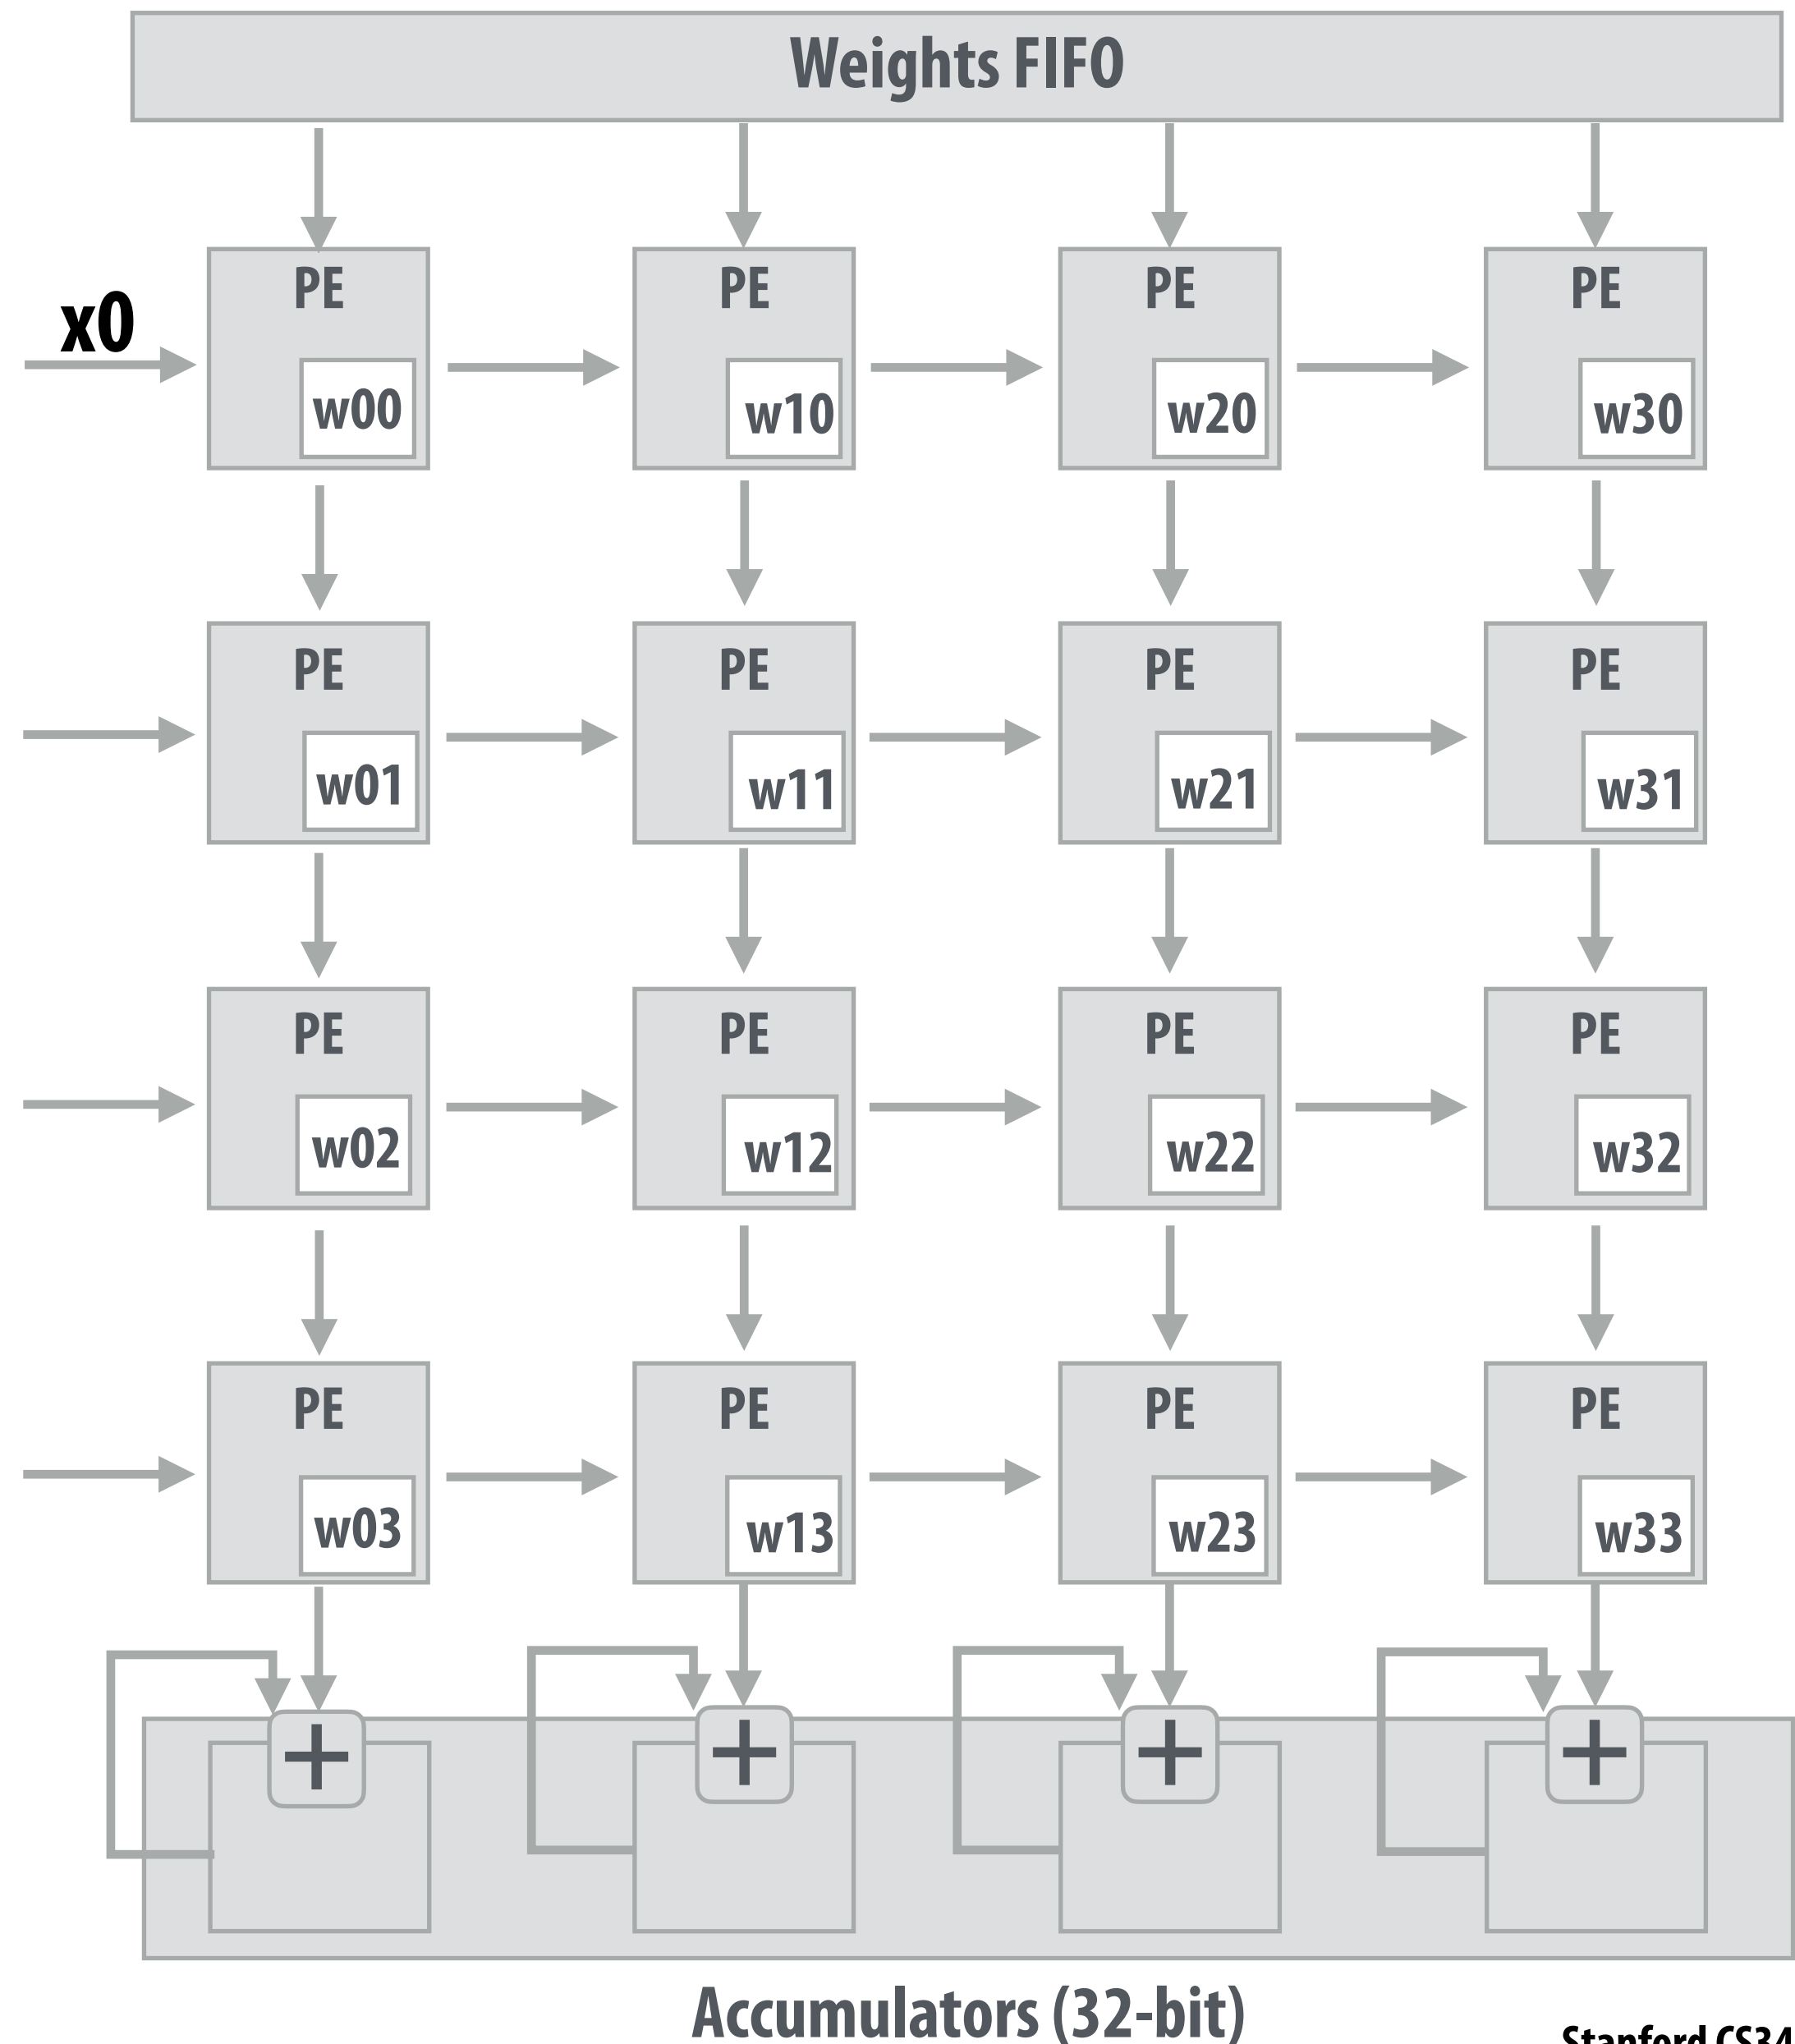 Weights FIFO
PE PE PE PE
x0
w00 w10 w20 w30
PE PE PE PE
w01 w11 w21 w31
PE PE PE PE
w02 w12 w22 w32
PE PE PE PE
w03 w13 w23 w33
+ + + +
Accumulators (32-bit)
Stanford CS34